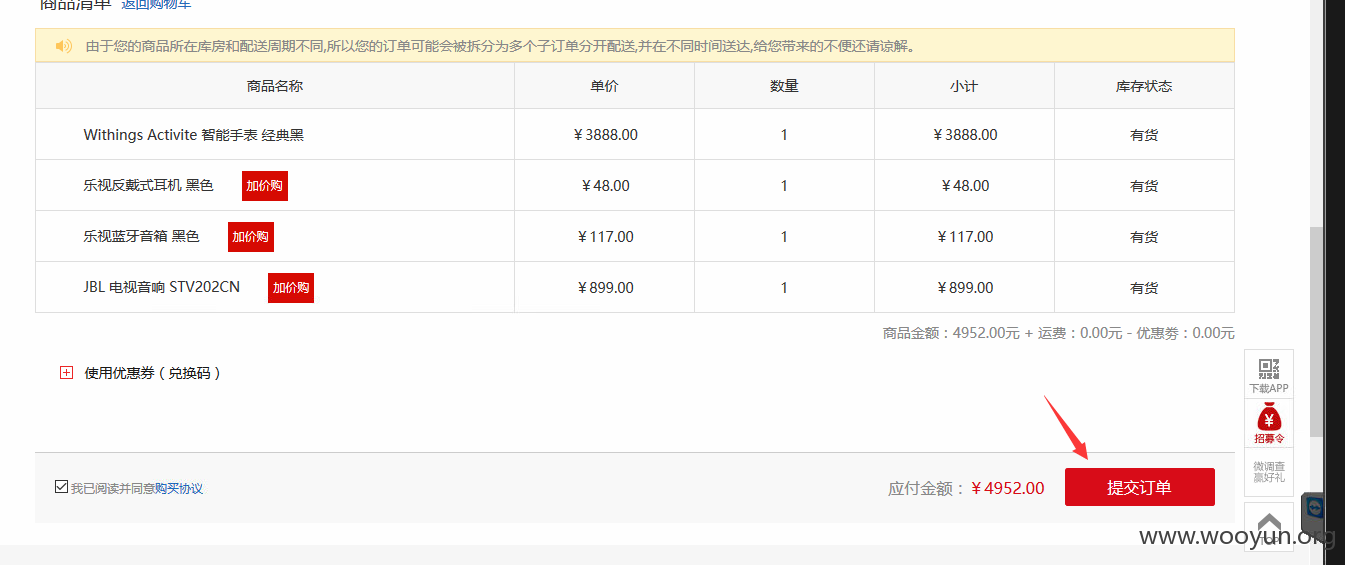 商品清单 返回购物车
由于您的商品所在库房和配送周期不同,所以您的订单可能会被拆分为多个子订单分开配送,并在不同时间送达,给您带来的不便还请谅解。
商品名称 单价 数量 小计 库存状态
Withings Activite 智能手表 经典黑 ¥3888.00 1 ¥3888.00 有货
乐视反戴式耳机 黑色 加价购 ¥48.00 1 ¥48.00 有货
乐视蓝牙音箱 黑色 加价购 ¥117.00 1 ¥117.00 有货
JBL 电视音响 STV202CN 加价购 ¥899.00 1 ¥899.00 有货
商品金额：4952.00元 + 运费：0.00元 - 优惠劵：0.00元
使用优惠券（兑换码）
下载APP
招募令
微调查
赢好礼
我已阅读并同意购买协议 应付金额：¥4952.00 提交订单
TOP
www.wooyun.org